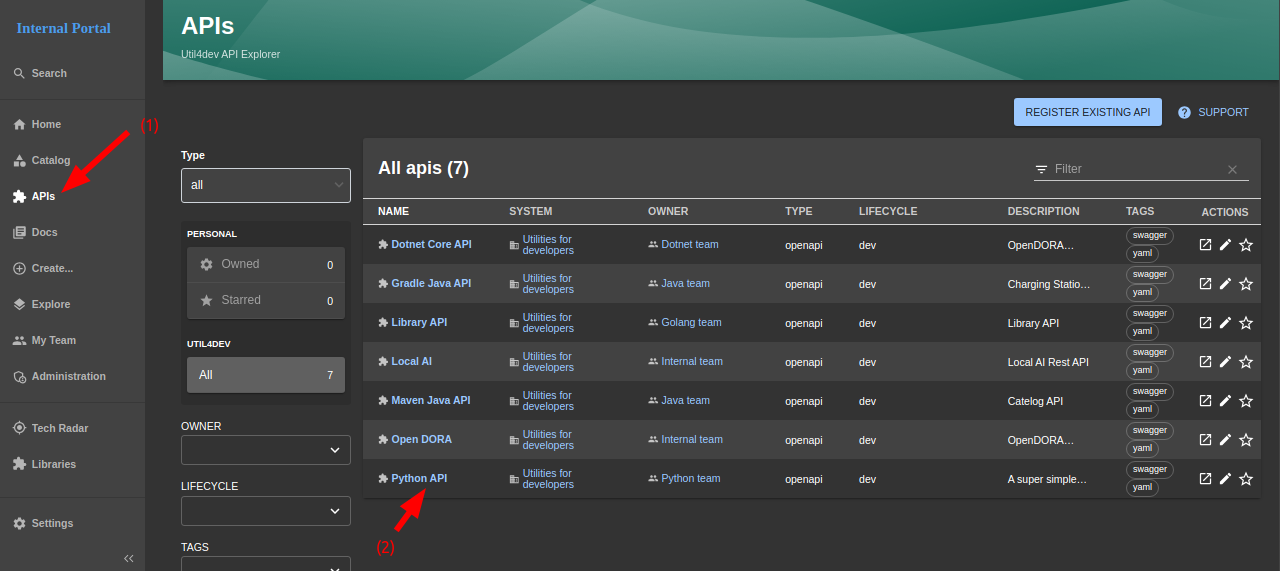 Internal Portal
Search
Home
Catalog
APIs
Docs
Create...
Explore
My Team
Administration
Tech Radar
Libraries
Settings
(1)
APIs
Util4dev API Explorer
REGISTER EXISTING API
SUPPORT
Type
all
PERSONAL
Owned 0
Starred 0
UTIL4DEV
All 7
OWNER
LIFECYCLE
TAGS
All apis (7)
Filter
NAME SYSTEM OWNER TYPE LIFECYCLE DESCRIPTION TAGS ACTIONS
Dotnet Core API Utilities for developers Dotnet team openapi dev OpenDORA… swagger yaml
Gradle Java API Utilities for developers Java team openapi dev Charging Statio… swagger yaml
Library API Utilities for developers Golang team openapi dev Library API swagger yaml
Local AI Utilities for developers Internal team openapi dev Local AI Rest API swagger yaml
Maven Java API Utilities for developers Java team openapi dev Catelog API swagger yaml
Open DORA Utilities for developers Internal team openapi dev OpenDORA… swagger yaml
Python API Utilities for developers Python team openapi dev A super simple… swagger yaml
(2)